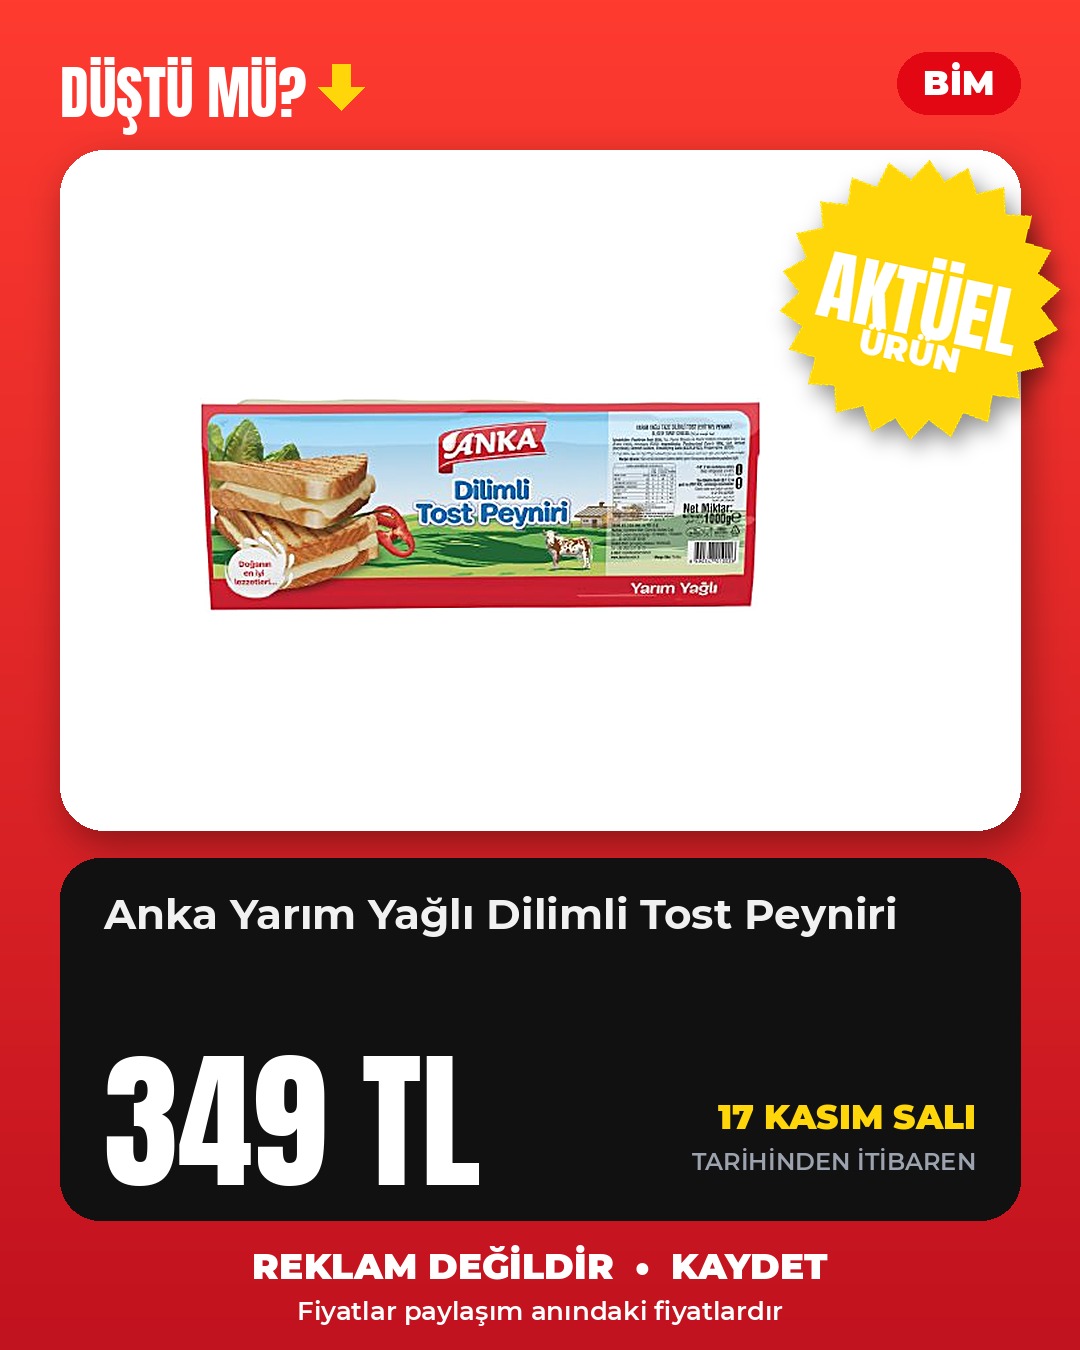 DÜŞTÜ MÜ?
BİM
AKTÜEL
ÜRÜN
ANKA
Dilimli
Tost Peyniri
Doğanın
en iyi
lezzetleri...
Net Miktar:
1000g℮
Yarım Yağlı
Anka Yarım Yağlı Dilimli Tost Peyniri
349 TL
17 KASIM SALI
TARİHİNDEN İTİBAREN
REKLAM DEĞİLDİR • KAYDET
Fiyatlar paylaşım anındaki fiyatlardır